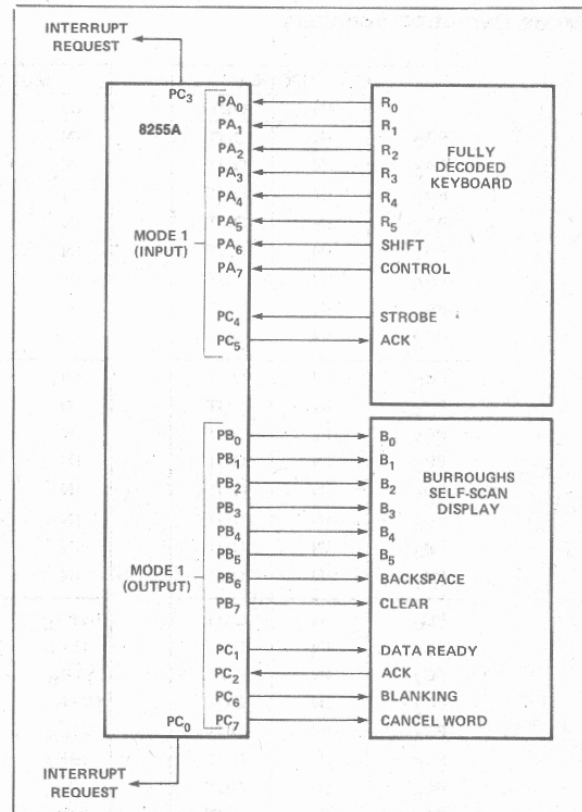 INTERRUPT
REQUEST
PC3
8255A
MODE 1
(INPUT)
PA0
PA1
PA2
PA3
PA4
PA5
PA6
PA7
PC4
PC5
R0
R1
R2
R3
R4
R5
SHIFT
CONTROL
STROBE
ACK
FULLY
DECODED
KEYBOARD
MODE 1
(OUTPUT)
PB0
PB1
PB2
PB3
PB4
PB5
PB6
PB7
PC1
PC2
PC6
PC7
B0
B1
B2
B3
B4
B5
BACKSPACE
CLEAR
DATA READY
ACK
BLANKING
CANCEL WORD
BURROUGHS
SELF-SCAN
DISPLAY
PC0
INTERRUPT
REQUEST